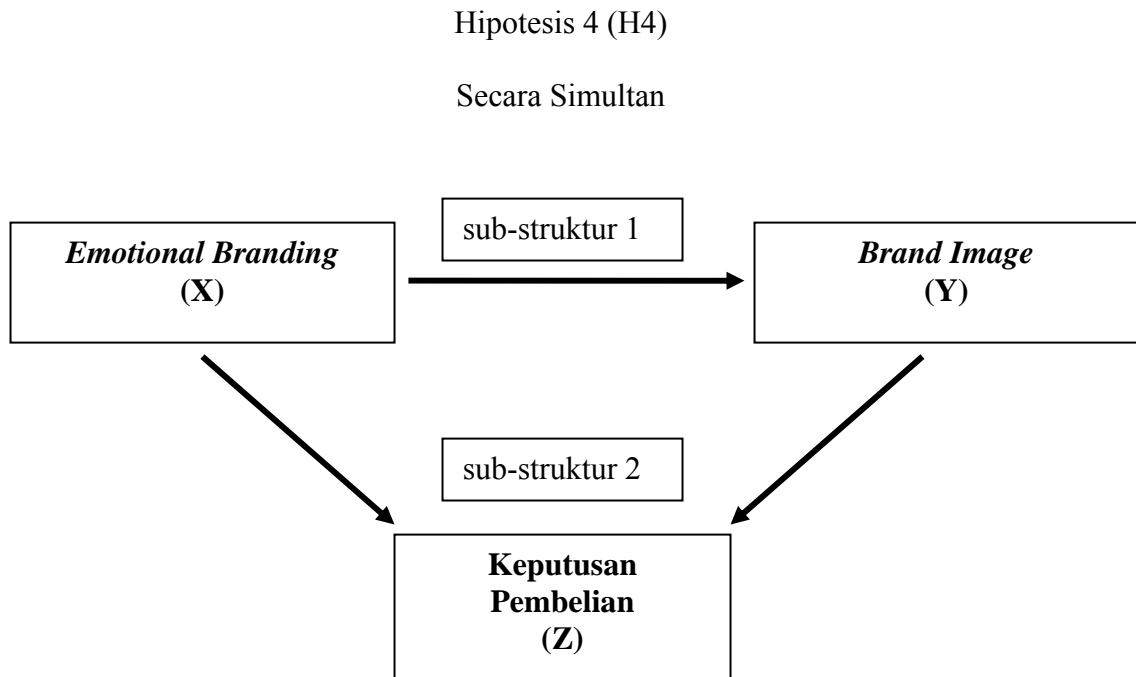 Hipotesis 4 (H4)
Secara Simultan
sub-struktur 1
Emotional Branding
(X)
Brand Image
(Y)
sub-struktur 2
Keputusan
Pembelian
(Z)